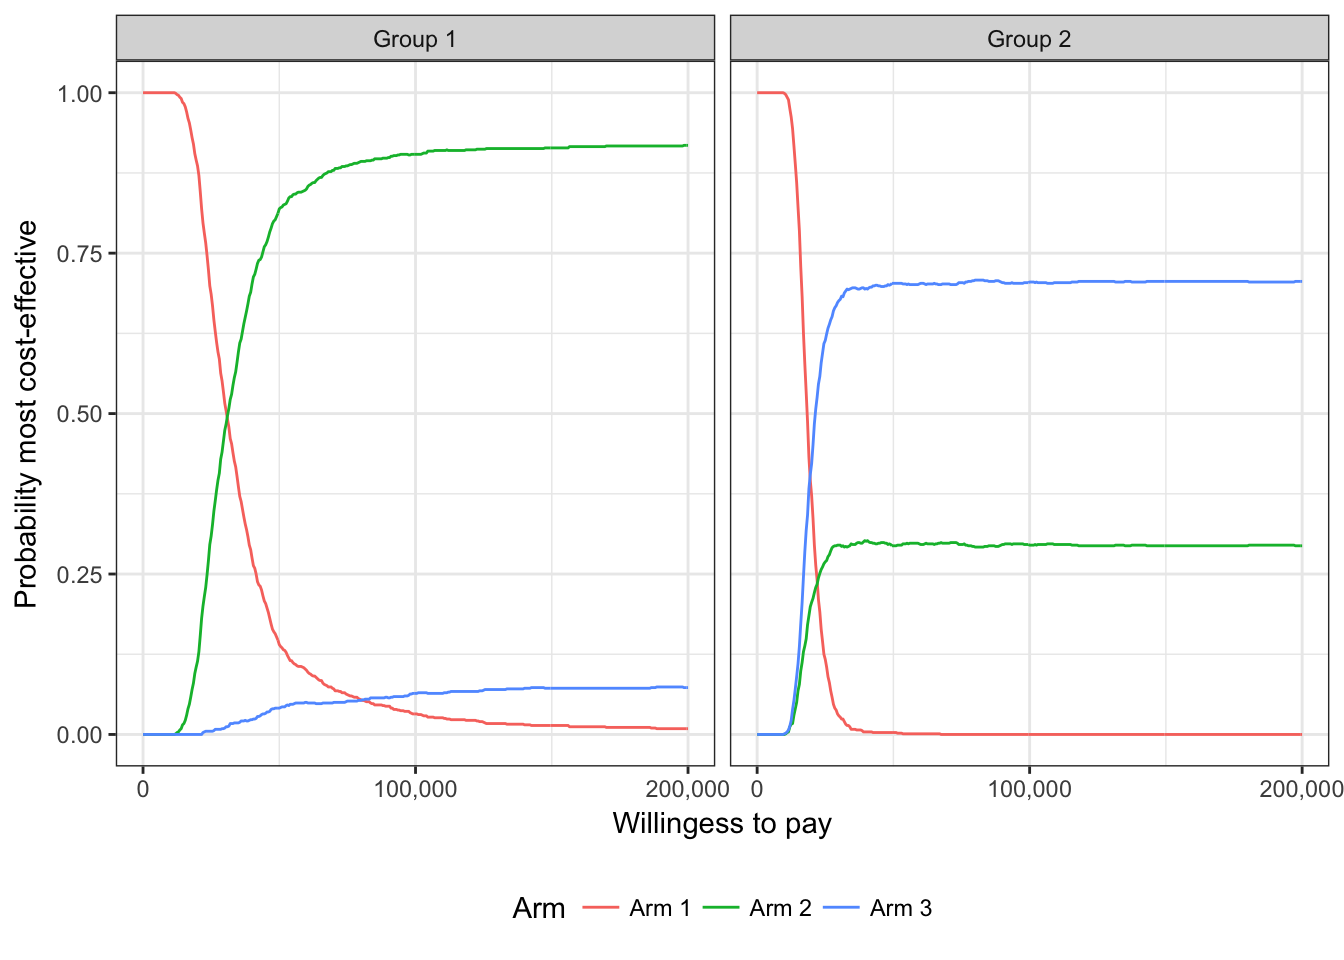 Group 1
Group 2
Probability most cost-effective
1.00
0.75
0.50
0.25
0.00
0 100,000 200,000
0 100,000 200,000
Willingess to pay
Arm Arm 1 Arm 2 Arm 3